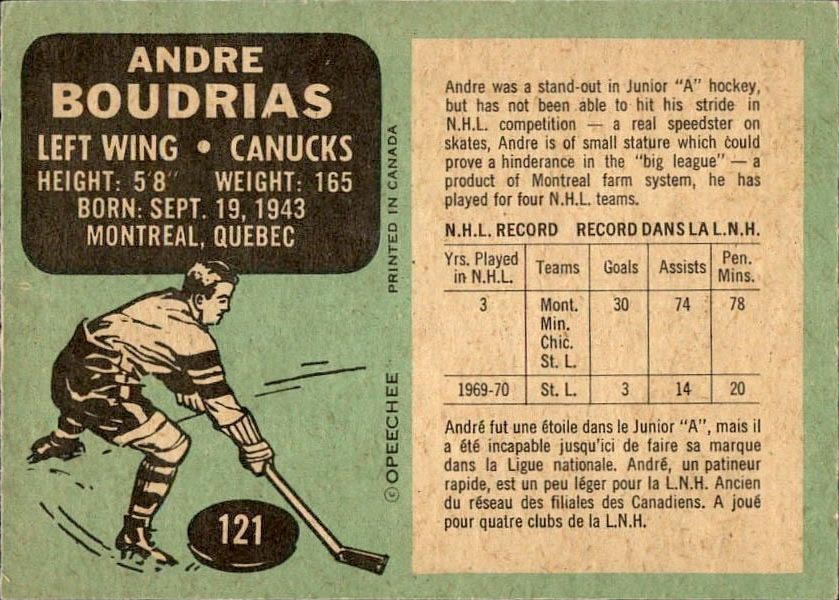 ANDRE
BOUDRIAS
LEFT WING • CANUCKS
HEIGHT: 5'8" WEIGHT: 165
BORN: SEPT. 19, 1943
MONTREAL, QUEBEC
121
©OPEECHEE PRINTED IN CANADA
Andre was a stand-out in Junior "A" hockey,
but has not been able to hit his stride in
N.H.L. competition — a real speedster on
skates, Andre is of small stature which could
prove a hinderance in the "big league" — a
product of Montreal farm system, he has
played for four N.H.L. teams.
N.H.L. RECORD RECORD DANS LA L.N.H.
Yrs. Played in N.H.L. Teams Goals Assists Pen. Mins.
3 Mont. 30 74 78
Min.
Chic.
St. L.
1969-70 St. L. 3 14 20
André fut une étoile dans le Junior "A", mais il
a été incapable jusqu'ici de faire sa marque
dans la Ligue nationale. André, un patineur
rapide, est un peu léger pour la L.N.H. Ancien
du réseau des filiales des Canadiens. A joué
pour quatre clubs de la L.N.H.